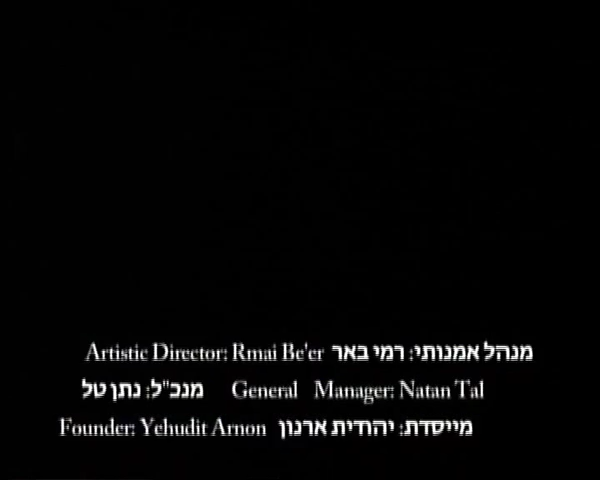 Artistic Director: Rmai Be'er מנהל אמנותי: רמי באר
מנכ"ל: נתן טל General Manager: Natan Tal
Founder: Yehudit Arnon מייסדת: יהודית ארנון